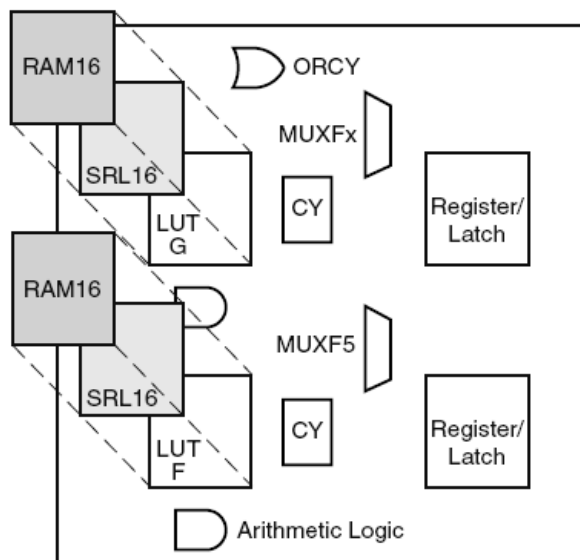 RAM16
ORCY
MUXFx
SRL16
CY
Register/
Latch
LUT
G
RAM16
MUXF5
SRL16
CY
Register/
Latch
LUT
F
Arithmetic Logic